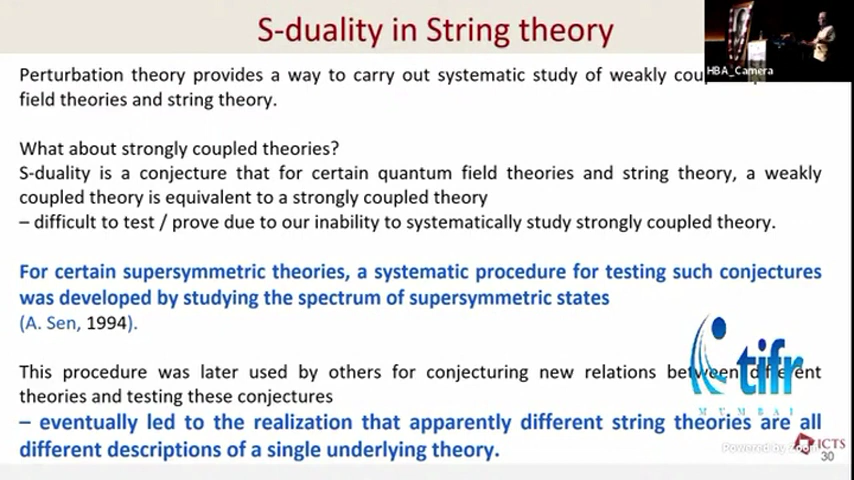 S-duality in String theory
HBA_Camera
Perturbation theory provides a way to carry out systematic study of weakly
field theories and string theory.
What about strongly coupled theories?
S-duality is a conjecture that for certain quantum field theories and string theory, a weakly
coupled theory is equivalent to a strongly coupled theory
– difficult to test / prove due to our inability to systematically study strongly coupled theory.
For certain supersymmetric theories, a systematic procedure for testing such conjectures
was developed by studying the spectrum of supersymmetric states
(A. Sen, 1994).
This procedure was later used by others for conjecturing new relations between different
theories and testing these conjectures
– eventually led to the realization that apparently different string theories are all
different descriptions of a single underlying theory.
tifr
MUMBAI
Powered by Zoom
ICTS
30